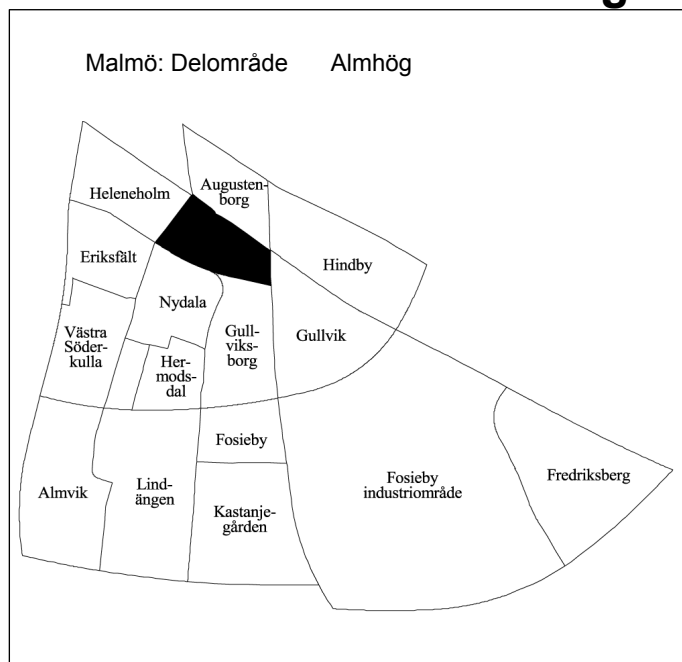 g
Malmö: Delområde Almhög
Augusten-
borg
Heleneholm
Eriksfält
Hindby
Nydala
Västra
Söder-
kulla
Gull-
viks-
borg
Gullvik
Her-
mods-
dal
Fosieby
Almvik
Lind-
ängen
Kastanje-
gården
Fosieby
industriområde
Fredriksberg